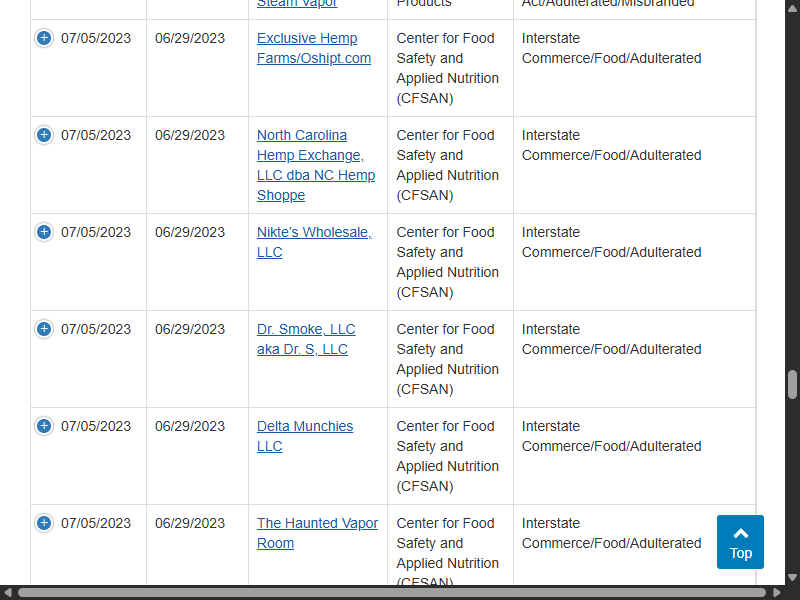 Steam Vapor
Products
Act/Adulterated/Misbranded
07/05/2023
06/29/2023
Exclusive Hemp
Farms/Oshipt.com
Center for Food
Safety and
Applied Nutrition
(CFSAN)
Interstate
Commerce/Food/Adulterated
07/05/2023
06/29/2023
North Carolina
Hemp Exchange,
LLC dba NC Hemp
Shoppe
Center for Food
Safety and
Applied Nutrition
(CFSAN)
Interstate
Commerce/Food/Adulterated
07/05/2023
06/29/2023
Nikte’s Wholesale,
LLC
Center for Food
Safety and
Applied Nutrition
(CFSAN)
Interstate
Commerce/Food/Adulterated
07/05/2023
06/29/2023
Dr. Smoke, LLC
aka Dr. S, LLC
Center for Food
Safety and
Applied Nutrition
(CFSAN)
Interstate
Commerce/Food/Adulterated
07/05/2023
06/29/2023
Delta Munchies
LLC
Center for Food
Safety and
Applied Nutrition
(CFSAN)
Interstate
Commerce/Food/Adulterated
07/05/2023
06/29/2023
The Haunted Vapor
Room
Center for Food
Safety and
Applied Nutrition
(CFSAN)
Interstate
Commerce/Food/Adulterated
Top